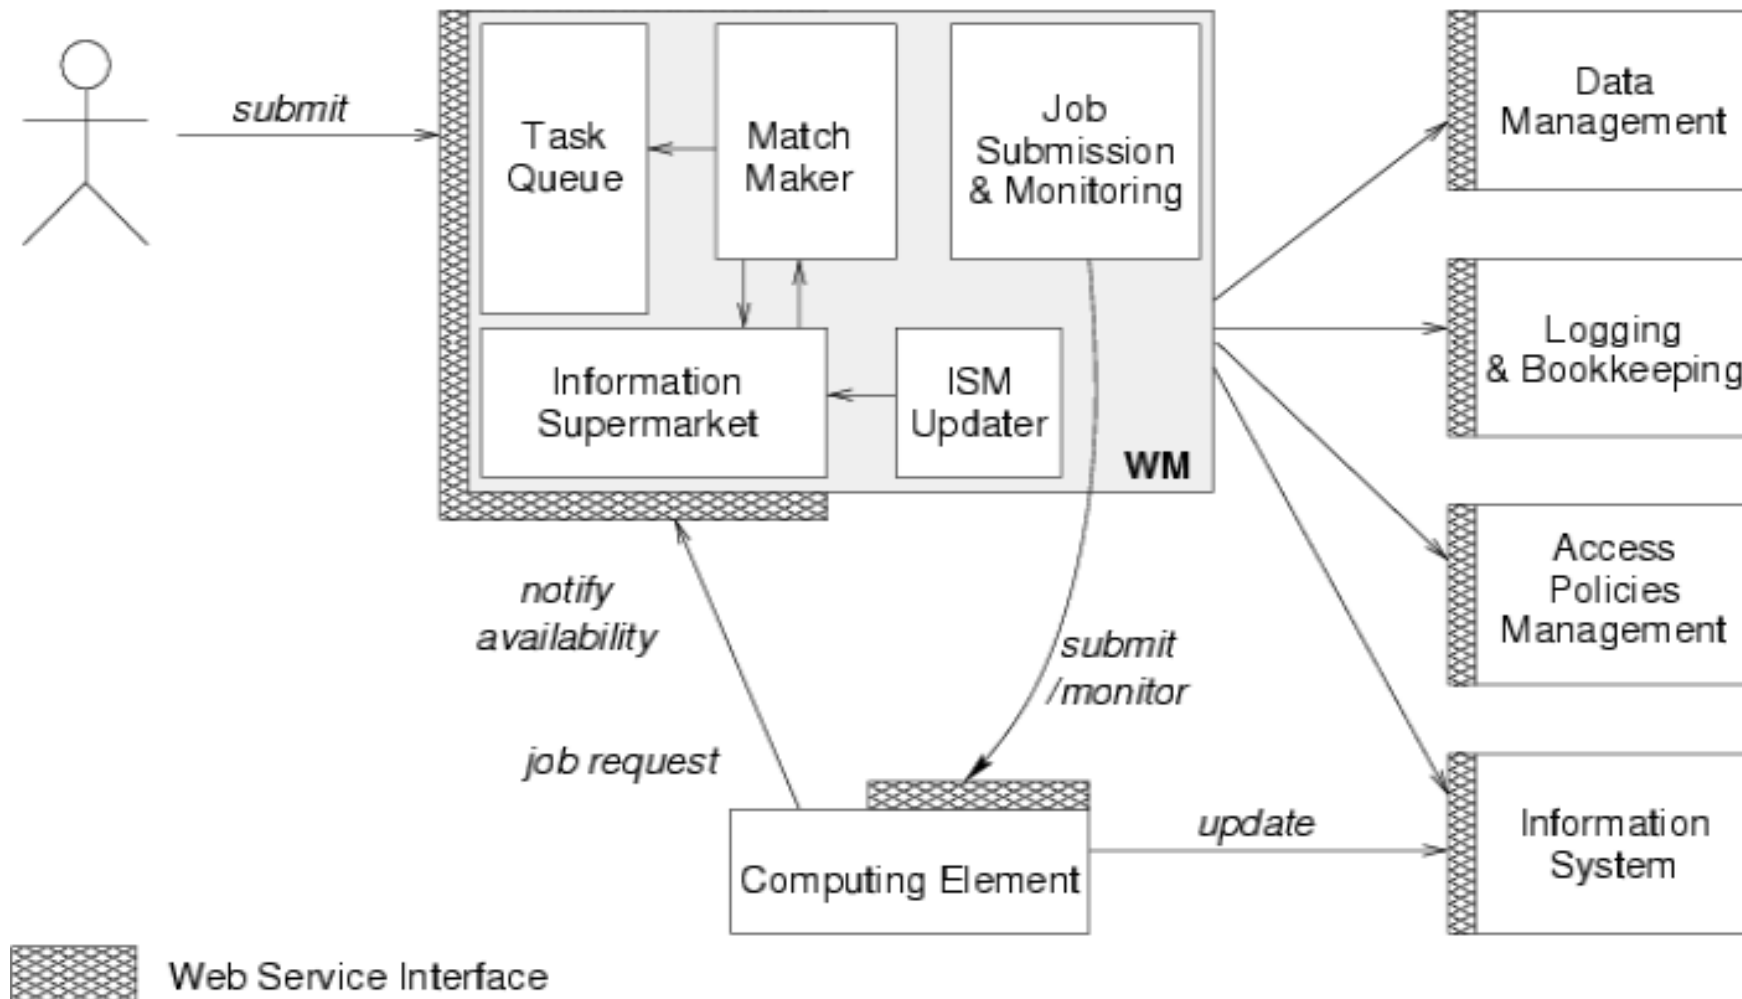 submit
Task
Queue
Match
Maker
Job
Submission
& Monitoring
Information
Supermarket
ISM
Updater
WM
Data
Management
Logging
& Bookkeeping
Access
Policies
Management
Information
System
notify
availability
job request
submit
/monitor
update
Computing Element
Web Service Interface